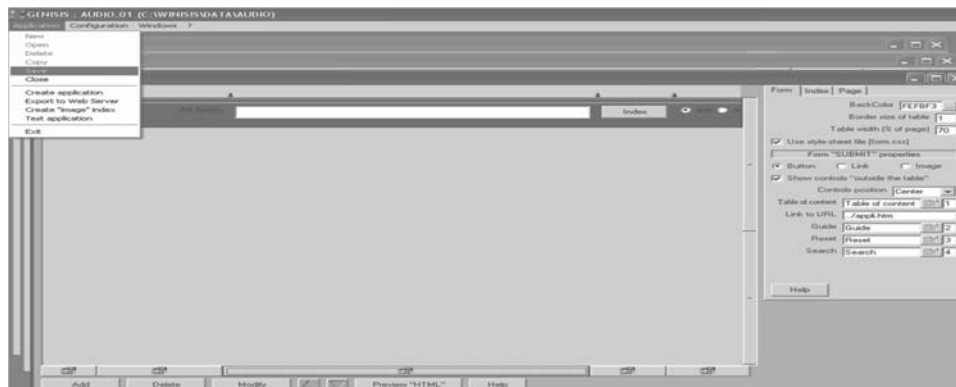 GENISIS : AUDIO.01 (C:\WINISIS\DATA\AUDIO)
Application Configuration Windows ?
New
Open
Delete
Copy
Save
Close
Create application
Export to Web Server
Create "image" index
Test application
Exit
Index
Form Index Page
BackColor FEFBF3 ...
Border size of table 1
Table width (% of page) 70
Use style-sheet file [form.css]
Form "SUBMIT" properties
Button Link Image
Show controls "outside the table"
Controls position Center
Table of content Table of content 1
Link to URL ../appli.htm
Guide Guide 2
Reset Reset 3
Search Search 4
Help
Add Delete Modify Preview "HTML" Help